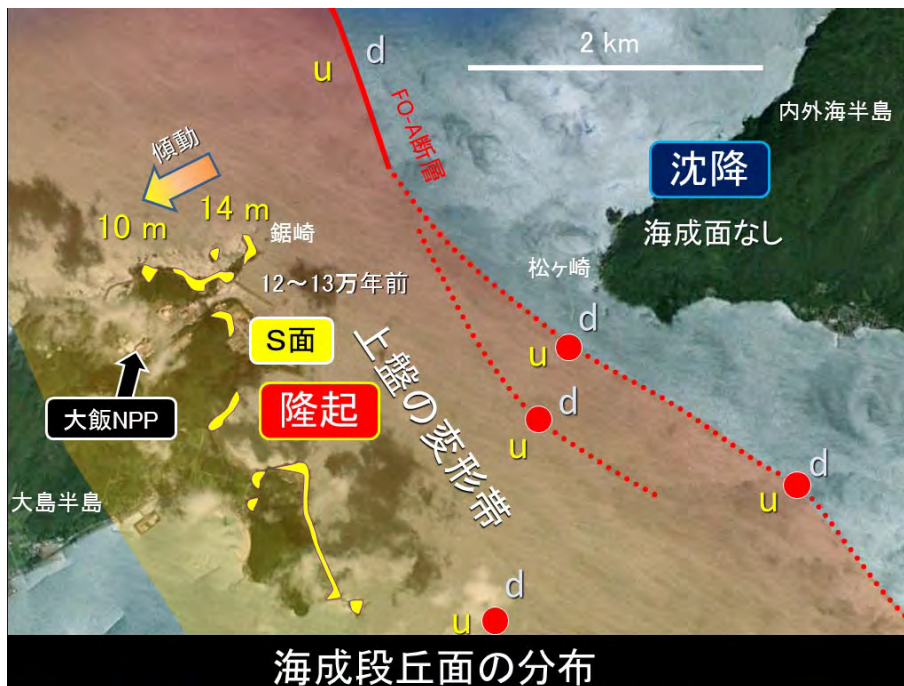 u
d
2 km
内外海半島
FO-A断層
沈降
海成面なし
傾動
14 m
10 m
鋸崎
12～13万年前
松ヶ崎
S面
d
u
上盤の変形帯
隆起
大飯NPP
d
u
d
u
大島半島
d
u
海成段丘面の分布